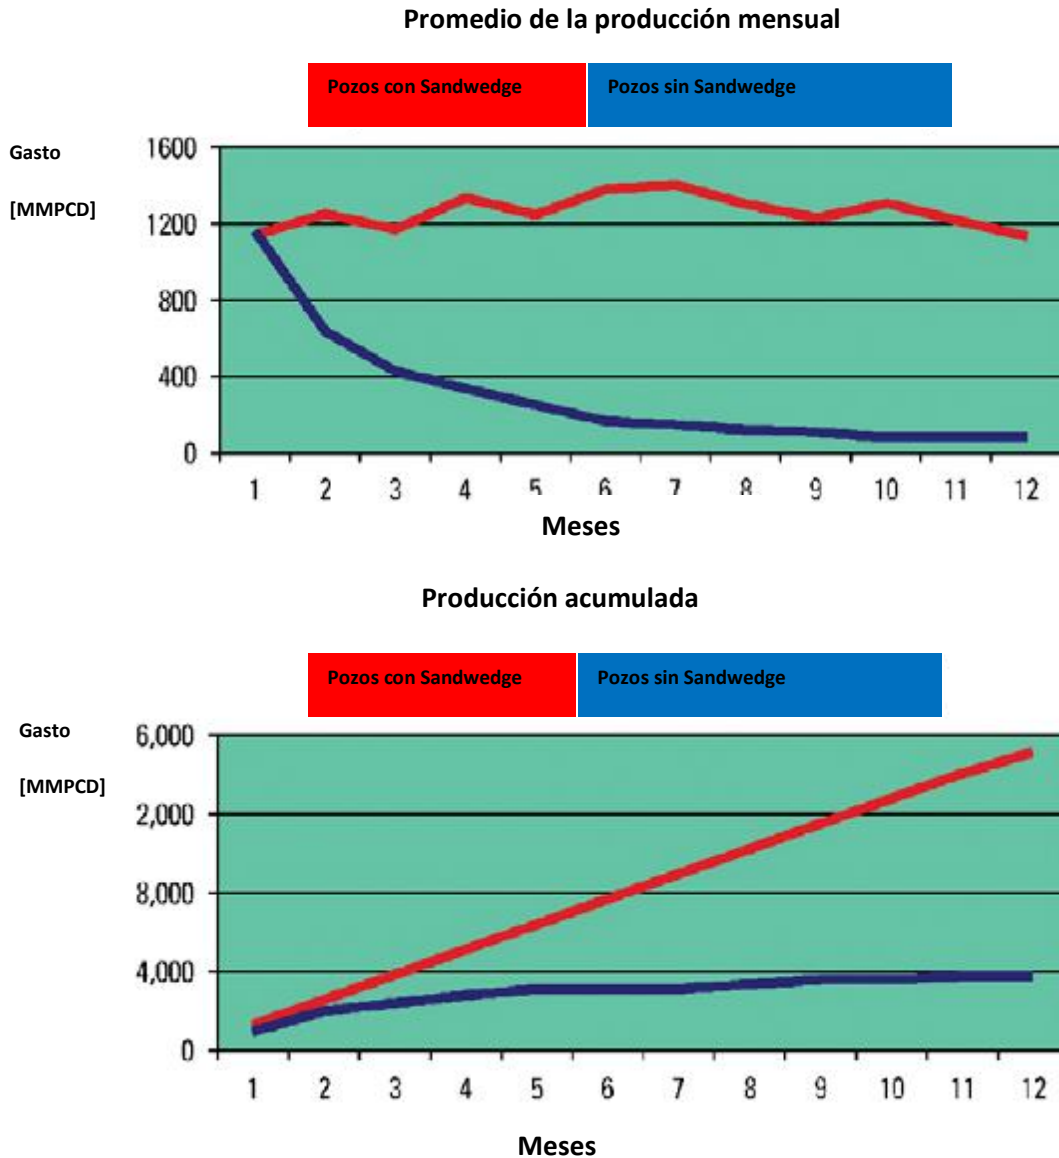 Promedio de la producción mensual
Pozos con Sandwedge Pozos sin Sandwedge
Gasto
[MMPCD]
1600
1200
800
400
0
1 2 3 4 5 6 7 8 9 10 11 12
Meses
Producción acumulada
Pozos con Sandwedge Pozos sin Sandwedge
Gasto
[MMPCD]
6,000
2,000
8,000
4,000
0
1 2 3 4 5 6 7 8 9 10 11 12
Meses